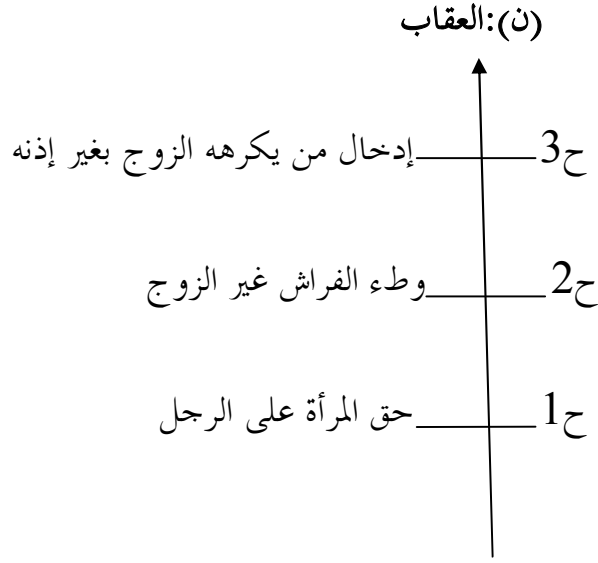 (ن):العقاب
ح3 إدخال من يكرهه الزوج بغير إذنه
ح2 وطء الفراش غير الزوج
ح1 حق المرأة على الرجل